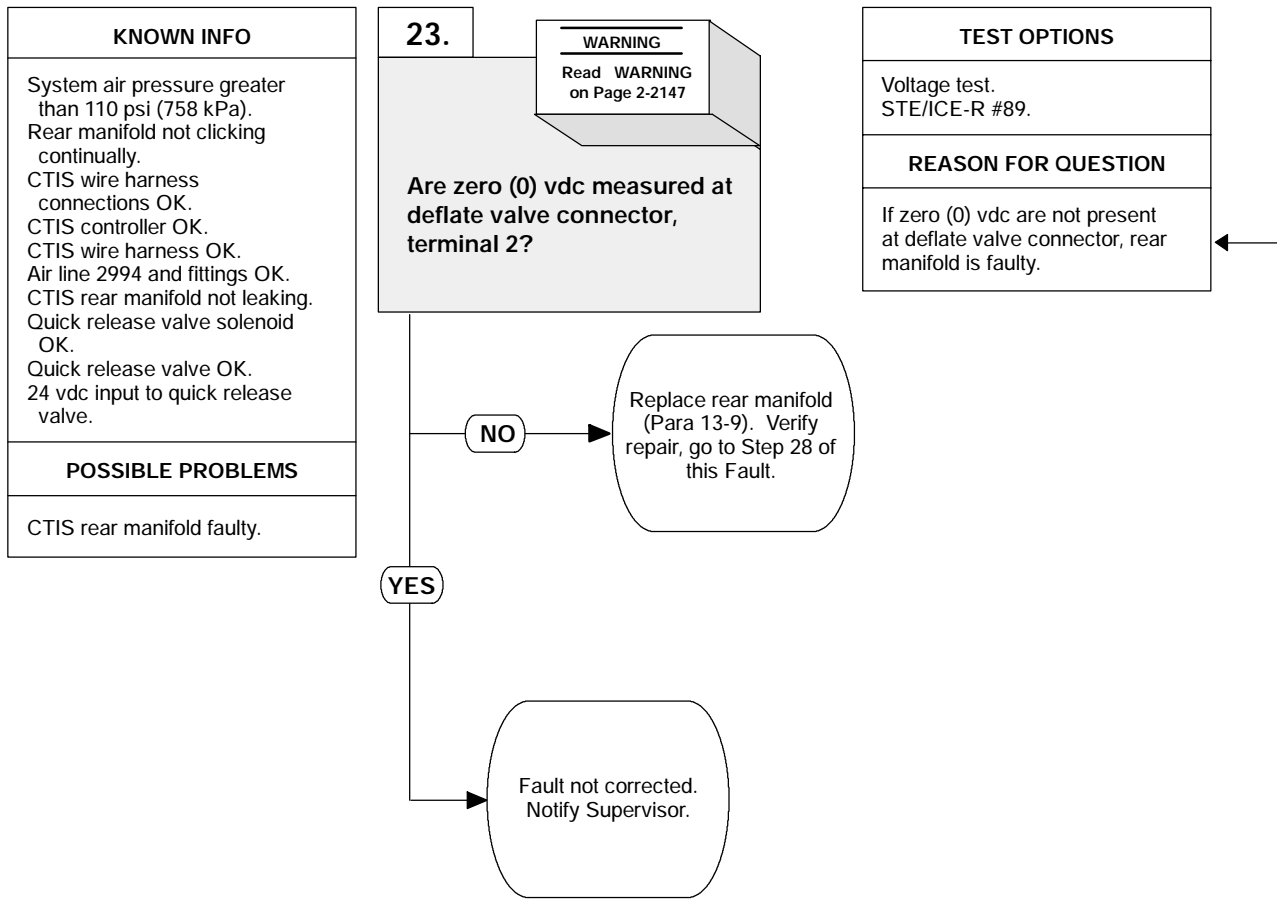 KNOWN INFO
System air pressure greater
than 110 psi (758 kPa).
Rear manifold not clicking
continually.
CTIS wire harness
connections OK.
CTIS controller OK.
CTIS wire harness OK.
Air line 2994 and fittings OK.
CTIS rear manifold not leaking.
Quick release valve solenoid
OK.
Quick release valve OK.
24 vdc input to quick release
valve.
POSSIBLE PROBLEMS
CTIS rear manifold faulty.
23.
WARNING
Read WARNING
on Page 2-2147
Are zero (0) vdc measured at
deflate valve connector,
terminal 2?
TEST OPTIONS
Voltage test.
STE/ICE-R #89.
REASON FOR QUESTION
If zero (0) vdc are not present
at deflate valve connector, rear
manifold is faulty.
NO
Replace rear manifold
(Para 13-9). Verify
repair, go to Step 28 of
this Fault.
YES
Fault not corrected.
Notify Supervisor.